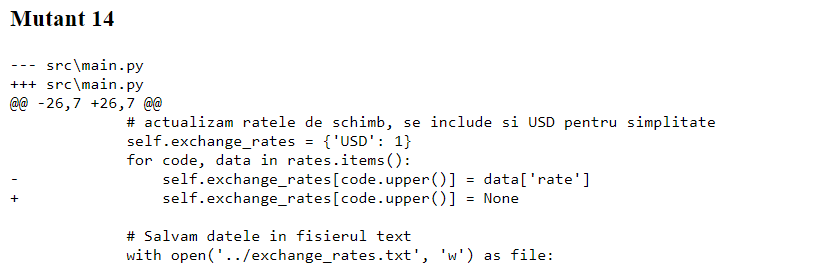 Mutant 14
--- src\main.py
+++ src\main.py
@@ -26,7 +26,7 @@
# actualizam ratele de schimb, se include si USD pentru simplitate
self.exchange_rates = {'USD': 1}
for code, data in rates.items():
-                self.exchange_rates[code.upper()] = data['rate']
+                self.exchange_rates[code.upper()] = None
# Salvam datele in fisierul text
with open('../exchange_rates.txt', 'w') as file: